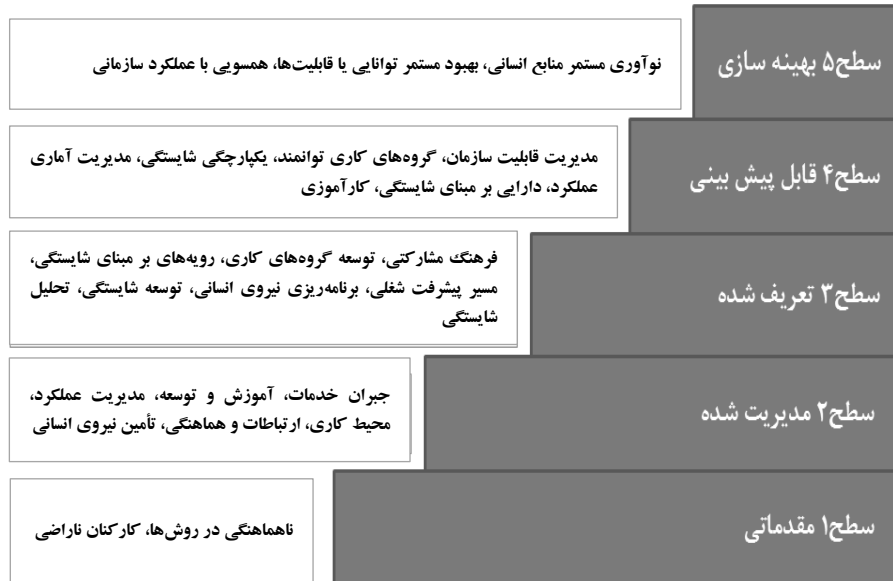 سطح۵ بهینه سازی
نوآوری مستمر منابع انسانی، بهبود مستمر توانایی یا قابلیت‌ها، همسویی با عملکرد سازمانی
سطح۴ قابل پیش بینی
مدیریت قابلیت سازمان، گروه‌های کاری توانمند، یکپارچگی شایستگی، مدیریت آماری
عملکرد، دارایی بر مبنای شایستگی، کارآموزی
سطح۳ تعریف شده
فرهنگ مشارکتی، توسعه گروه‌های کاری، رویه‌های بر مبنای شایستگی،
مسیر پیشرفت شغلی، برنامه‌ریزی نیروی انسانی، توسعه شایستگی، تحلیل
شایستگی
سطح۲ مدیریت شده
جبران خدمات، آموزش و توسعه، مدیریت عملکرد،
محیط کاری، ارتباطات و هماهنگی، تأمین نیروی انسانی
سطح۱ مقدماتی
ناهماهنگی در روش‌ها، کارکنان ناراضی